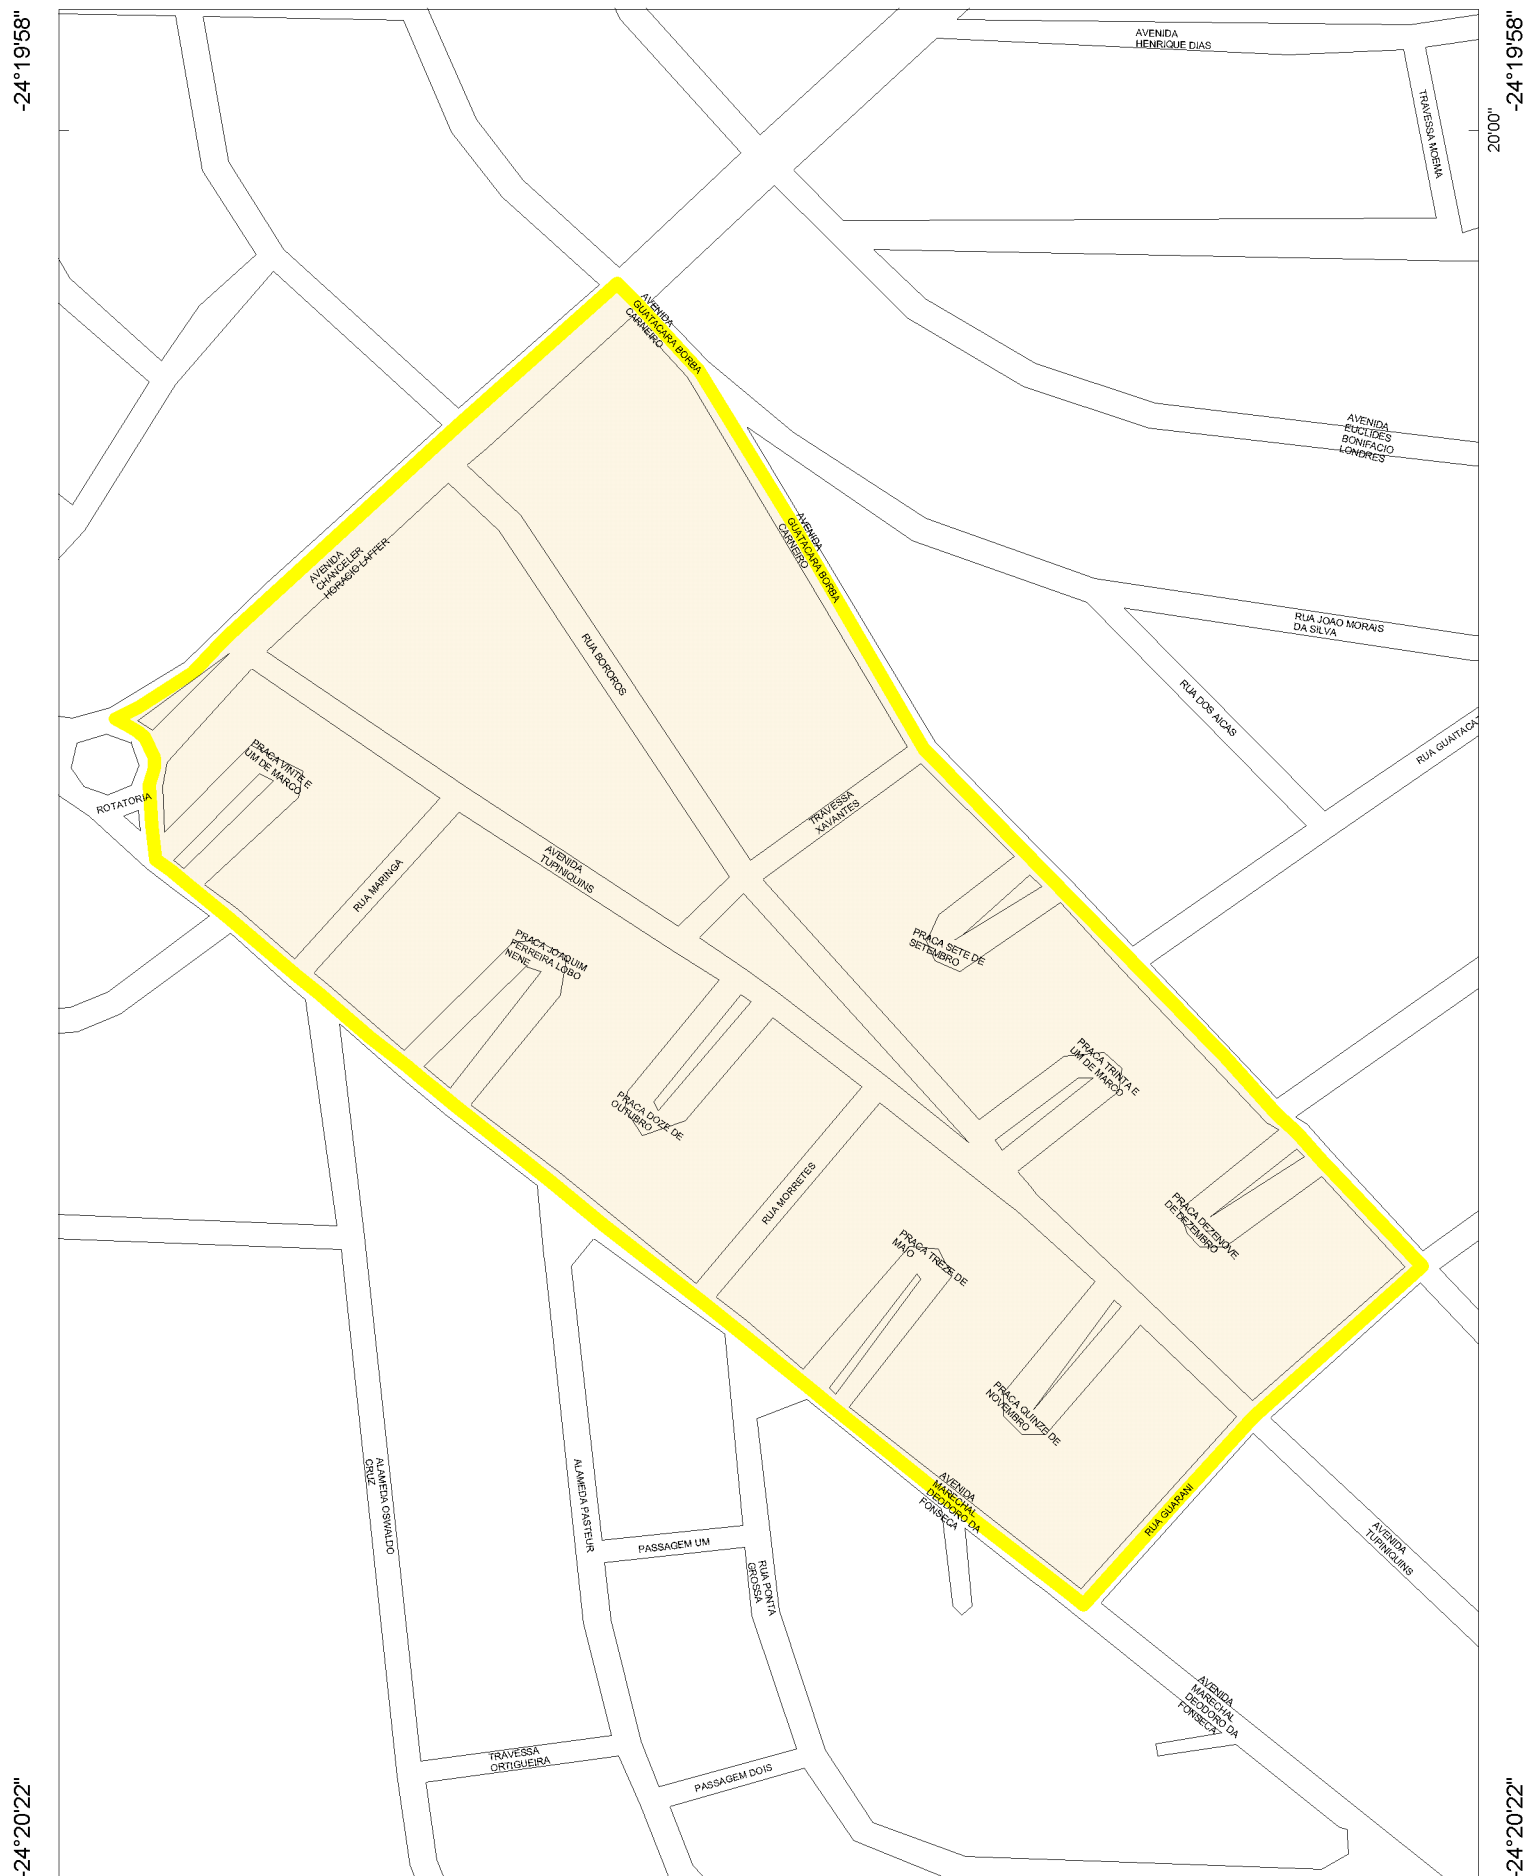 -24°19'58"
-24°19'58"
20'00"
AVENIDA
HENRIQUE DIAS
TRAVESSA MOEMA
AVENIDA
GUATACARA BORBA
CARNEIRO
AVENIDA
EUCLIDES
BONIFACIO
LONDRES
AVENIDA
CHANCELER
HORACIO LAFFER
AVENIDA
GUATACARA BORBA
CARNEIRO
RUA BOROROS
RUA JOAO MORAIS
DA SILVA
RUA DOS AICAS
RUA GUAITACAZ
PRACA VINTE E
UM DE MARCO
ROTATORIA
TRAVESSA
XAVANTES
AVENIDA
TUPINIQUINS
RUA MARINGA
PRACA JOAQUIM
FERREIRA LOBO
NENE
PRACA SETE DE
SETEMBRO
PRACA TRINTA E
UM DE MARCO
PRACA DOZE DE
OUTUBRO
RUA MORRETES
PRACA DEZENOVE
DE DEZEMBRO
PRACA TREZE DE
MAIO
PRACA QUINZE DE
NOVEMBRO
AVENIDA
MARECHAL
DEODORO DA
FONSECA
RUA GUARANI
AVENIDA
TUPINIQUINS
ALAMEDA OSWALDO
CRUZ
ALAMEDA PASTEUR
PASSAGEM UM
RUA PONTA
GROSSA
AVENIDA
MARECHAL
DEODORO DA
FONSECA
TRAVESSA
ORTIGUEIRA
PASSAGEM DOIS
-24°20'22"
-24°20'22"